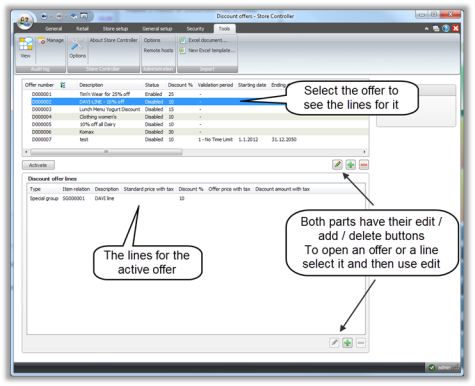 Discount offers - Store Controller
General Retail Store setup General setup Security Tools
View
Manage
Options
About Store Controller
Options
Remote hosts
Excel document...
New Excel template...
Audit log Store Controller Administration Import
Offer number Description Status Discount % Validation period Starting date Ending
D000001 Tim's Wear for 25% off Enabled 25 -
D000002 DAVI LINE - 10% off Disabled 10 -
D000003 Lunch Menu Yogurt Discount Disabled 15 -
D000004 Clothing women's Disabled 10 -
D000005 10% off all Dairy Disabled 10 -
D000006 Komax Disabled 30 -
D000007 test Disabled 10 1 - No Time Limit 1.1.2012 31.12.2050
Select the offer to
see the lines for it
Activate
Discount offer lines
Type Item relation Description Standard price with tax Discount % Offer price with tax Discount amount with tax
Special group SG000001 DAVI line 10
The lines for the
active offer
Both parts have their edit /
add / delete buttons
To open an offer or a line
select it and then use edit
admin